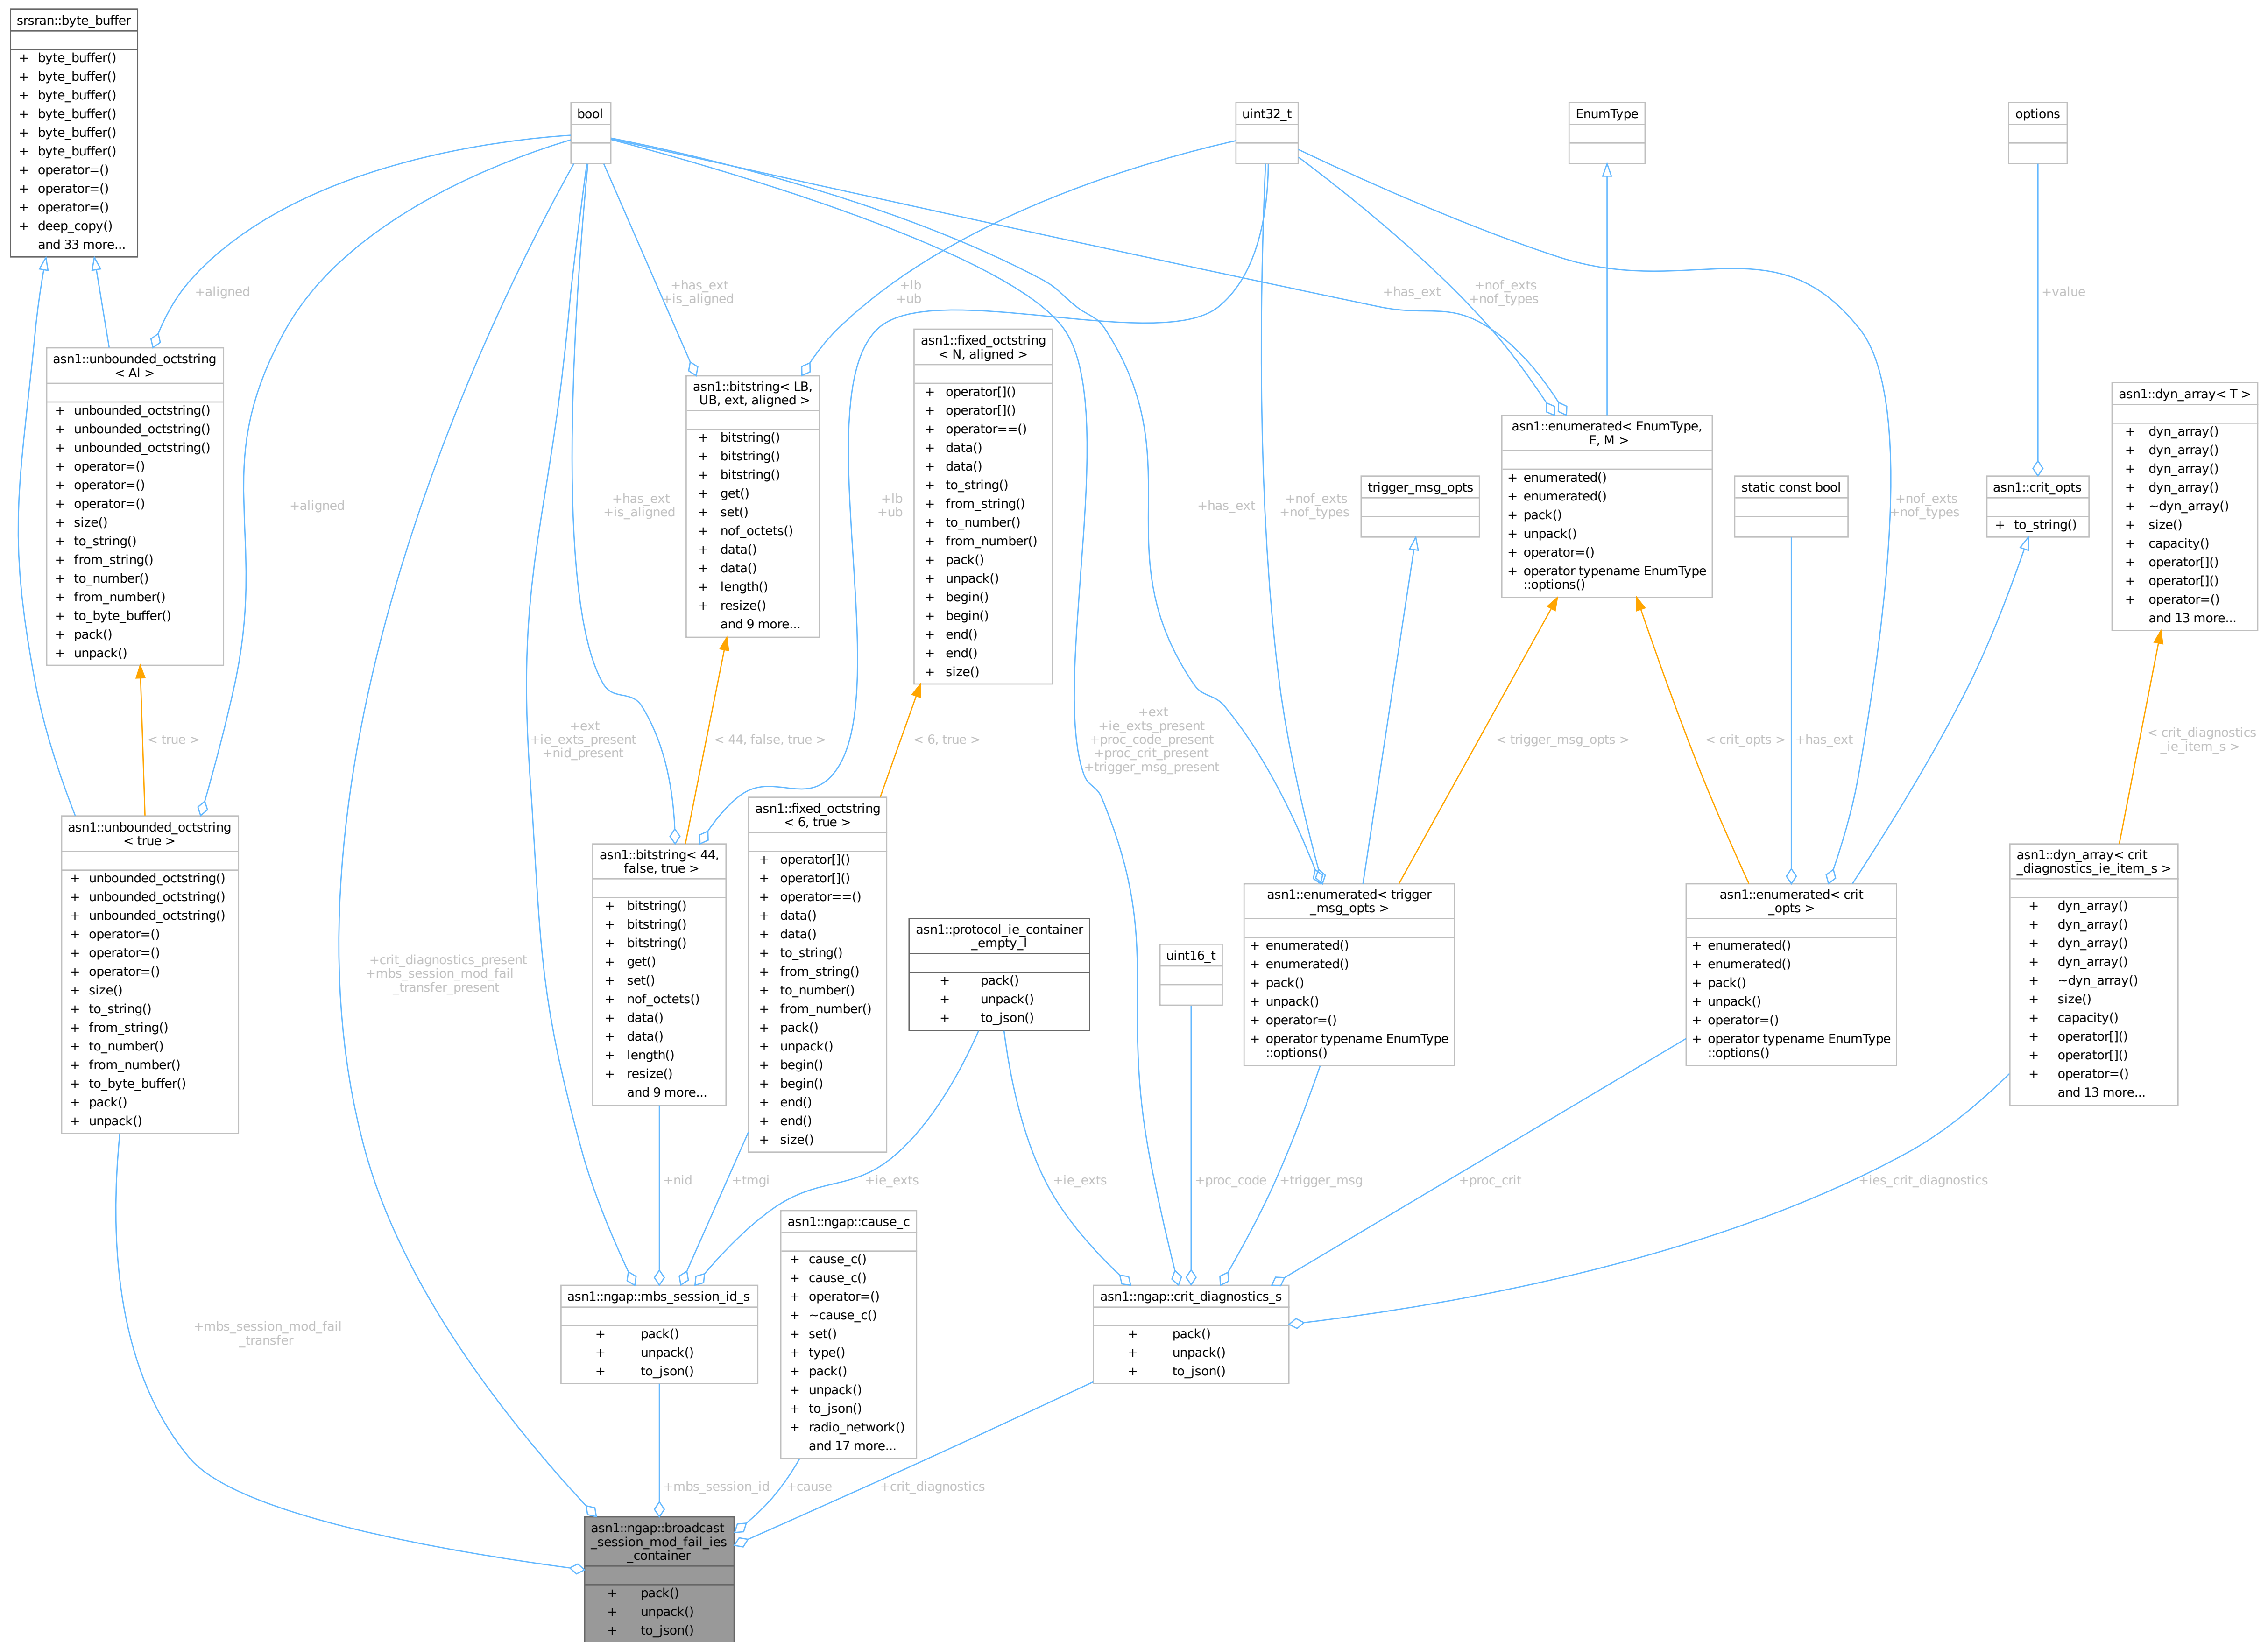 srsran::byte_buffer
+ byte_buffer()
+ byte_buffer()
+ byte_buffer()
+ byte_buffer()
+ byte_buffer()
+ byte_buffer()
+ operator=()
+ operator=()
+ operator=()
+ deep_copy()
and 33 more...
bool
uint32_t
EnumType
options
+aligned
+has_ext
+is_aligned
+lb
+ub
+has_ext
+nof_exts
+nof_types
+value
asn1::unbounded_octstring
< Al >
+ unbounded_octstring()
+ unbounded_octstring()
+ unbounded_octstring()
+ operator=()
+ operator=()
+ operator=()
+ size()
+ to_string()
+ from_string()
+ to_number()
+ from_number()
+ to_byte_buffer()
+ pack()
+ unpack()
+aligned
+has_ext
+is_aligned
asn1::bitstring< LB,
UB, ext, aligned >
+ bitstring()
+ bitstring()
+ bitstring()
+ get()
+ set()
+ nof_octets()
+ data()
+ data()
+ length()
+ resize()
and 9 more...
+lb
+ub
asn1::fixed_octstring
< N, aligned >
+ operator[]()
+ operator[]()
+ operator==()
+ data()
+ data()
+ to_string()
+ from_string()
+ to_number()
+ from_number()
+ pack()
+ unpack()
+ begin()
+ begin()
+ end()
+ end()
+ size()
+has_ext
+nof_exts
+nof_types
trigger_msg_opts
asn1::enumerated< EnumType,
E, M >
+ enumerated()
+ enumerated()
+ pack()
+ unpack()
+ operator=()
+ operator typename EnumType
::options()
static const bool
+nof_exts
+nof_types
asn1::crit_opts
+ to_string()
asn1::dyn_array< T >
+ dyn_array()
+ dyn_array()
+ dyn_array()
+ dyn_array()
+ ~dyn_array()
+ size()
+ capacity()
+ operator[]()
+ operator[]()
+ operator=()
and 13 more...
< true >
+ext
+ie_exts_present
+nid_present
< 44, false, true >
< 6, true >
+ext
+ie_exts_present
+proc_code_present
+proc_crit_present
+trigger_msg_present
< trigger_msg_opts >
< crit_opts >
+has_ext
< crit_diagnostics
_ie_item_s >
asn1::unbounded_octstring
< true >
+ unbounded_octstring()
+ unbounded_octstring()
+ unbounded_octstring()
+ operator=()
+ operator=()
+ operator=()
+ size()
+ to_string()
+ from_string()
+ to_number()
+ from_number()
+ to_byte_buffer()
+ pack()
+ unpack()
+crit_diagnostics_present
+mbs_session_mod_fail
_transfer_present
asn1::bitstring< 44,
false, true >
+ bitstring()
+ bitstring()
+ bitstring()
+ get()
+ set()
+ nof_octets()
+ data()
+ data()
+ length()
+ resize()
and 9 more...
asn1::fixed_octstring
< 6, true >
+ operator[]()
+ operator[]()
+ operator==()
+ data()
+ data()
+ to_string()
+ from_string()
+ to_number()
+ from_number()
+ pack()
+ unpack()
+ begin()
+ begin()
+ end()
+ end()
+ size()
asn1::protocol_ie_container
_empty_l
+ pack()
+ unpack()
+ to_json()
uint16_t
asn1::enumerated< trigger
_msg_opts >
+ enumerated()
+ enumerated()
+ pack()
+ unpack()
+ operator=()
+ operator typename EnumType
::options()
asn1::enumerated< crit
_opts >
+ enumerated()
+ enumerated()
+ pack()
+ unpack()
+ operator=()
+ operator typename EnumType
::options()
asn1::dyn_array< crit
_diagnostics_ie_item_s >
+ dyn_array()
+ dyn_array()
+ dyn_array()
+ dyn_array()
+ ~dyn_array()
+ size()
+ capacity()
+ operator[]()
+ operator[]()
+ operator=()
and 13 more...
+nid
+tmgi
+ie_exts
+ie_exts
+proc_code
+trigger_msg
+proc_crit
+ies_crit_diagnostics
+mbs_session_mod_fail
_transfer
asn1::ngap::mbs_session_id_s
+ pack()
+ unpack()
+ to_json()
asn1::ngap::cause_c
+ cause_c()
+ cause_c()
+ operator=()
+ ~cause_c()
+ set()
+ type()
+ pack()
+ unpack()
+ to_json()
+ radio_network()
and 17 more...
asn1::ngap::crit_diagnostics_s
+ pack()
+ unpack()
+ to_json()
+mbs_session_id
+cause
+crit_diagnostics
asn1::ngap::broadcast
_session_mod_fail_ies
_container
+ pack()
+ unpack()
+ to_json()